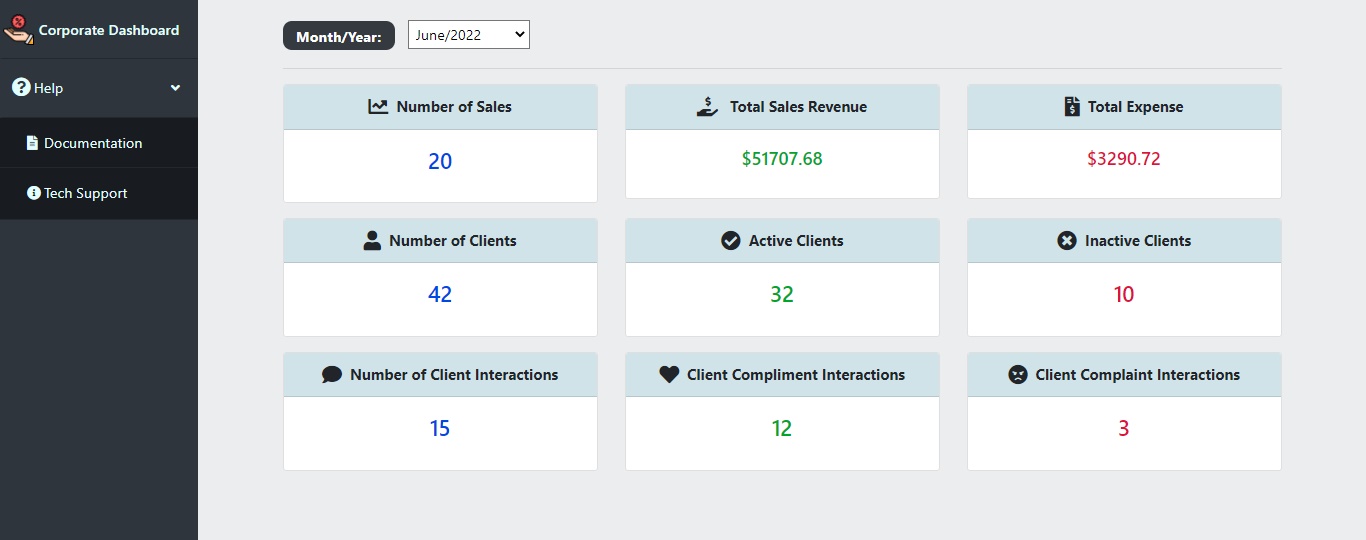 Corporate Dashboard
Help
Documentation
Tech Support
Month/Year:
June/2022
Number of Sales
20
Total Sales Revenue
$51707.68
Total Expense
$3290.72
Number of Clients
42
Active Clients
32
Inactive Clients
10
Number of Client Interactions
15
Client Compliment Interactions
12
Client Complaint Interactions
3